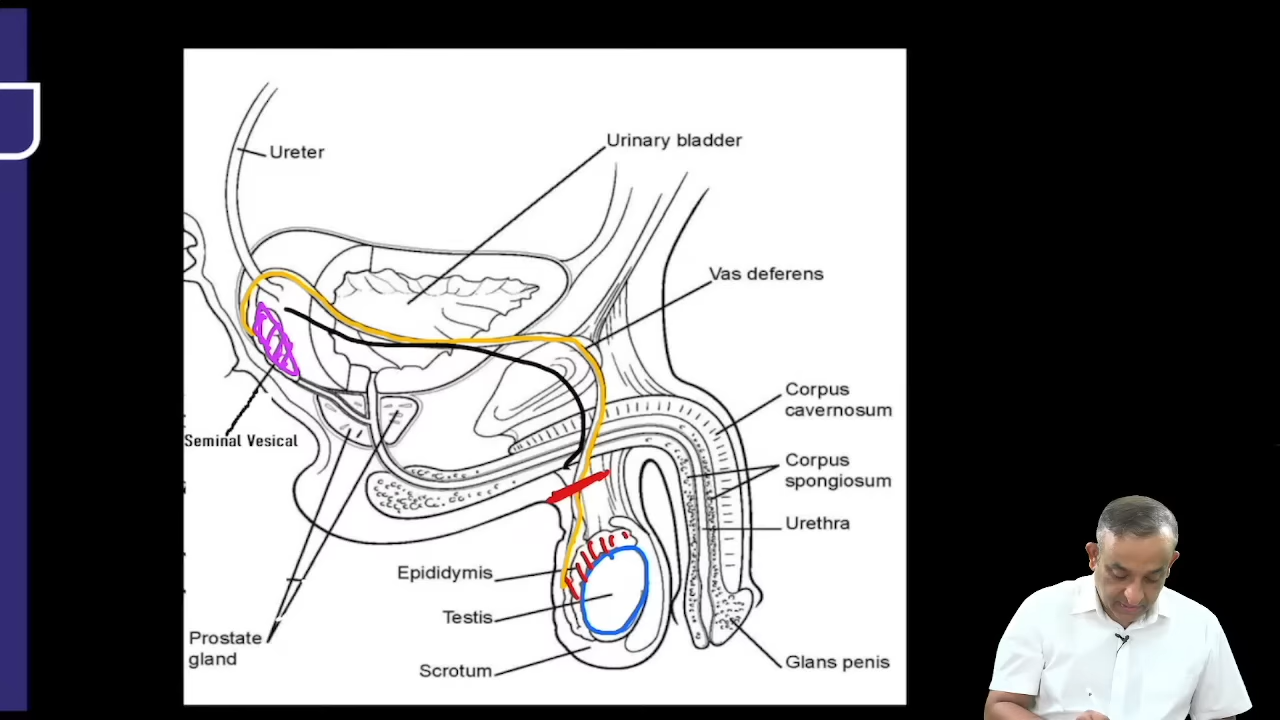 Ureter
Urinary bladder
Vas deferens
Corpus
cavernosum
Seminal Vesical
Corpus
spongiosum
Urethra
Epididymis
Testis
Prostate
gland
Scrotum
Glans penis